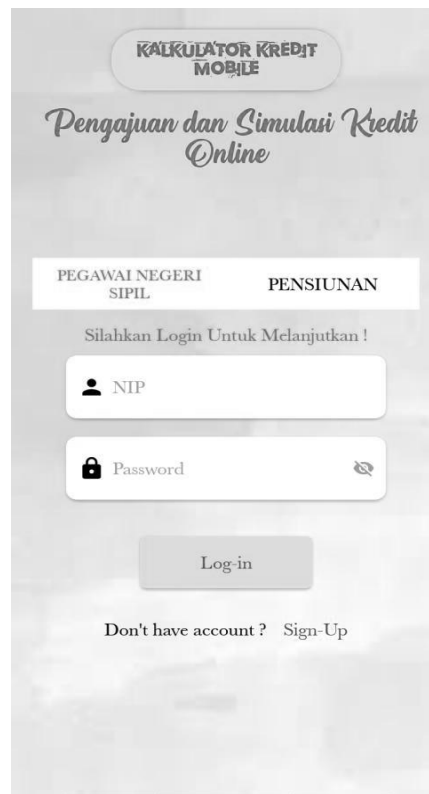 KALKULATOR KREDIT
MOBILE
Pengajuan dan Simulasi Kredit
Online
PEGAWAI NEGERI
SIPIL
PENSIUNAN
Silahkan Login Untuk Melanjutkan !
NIP
Password
Log-in
Don't have account ? Sign-Up